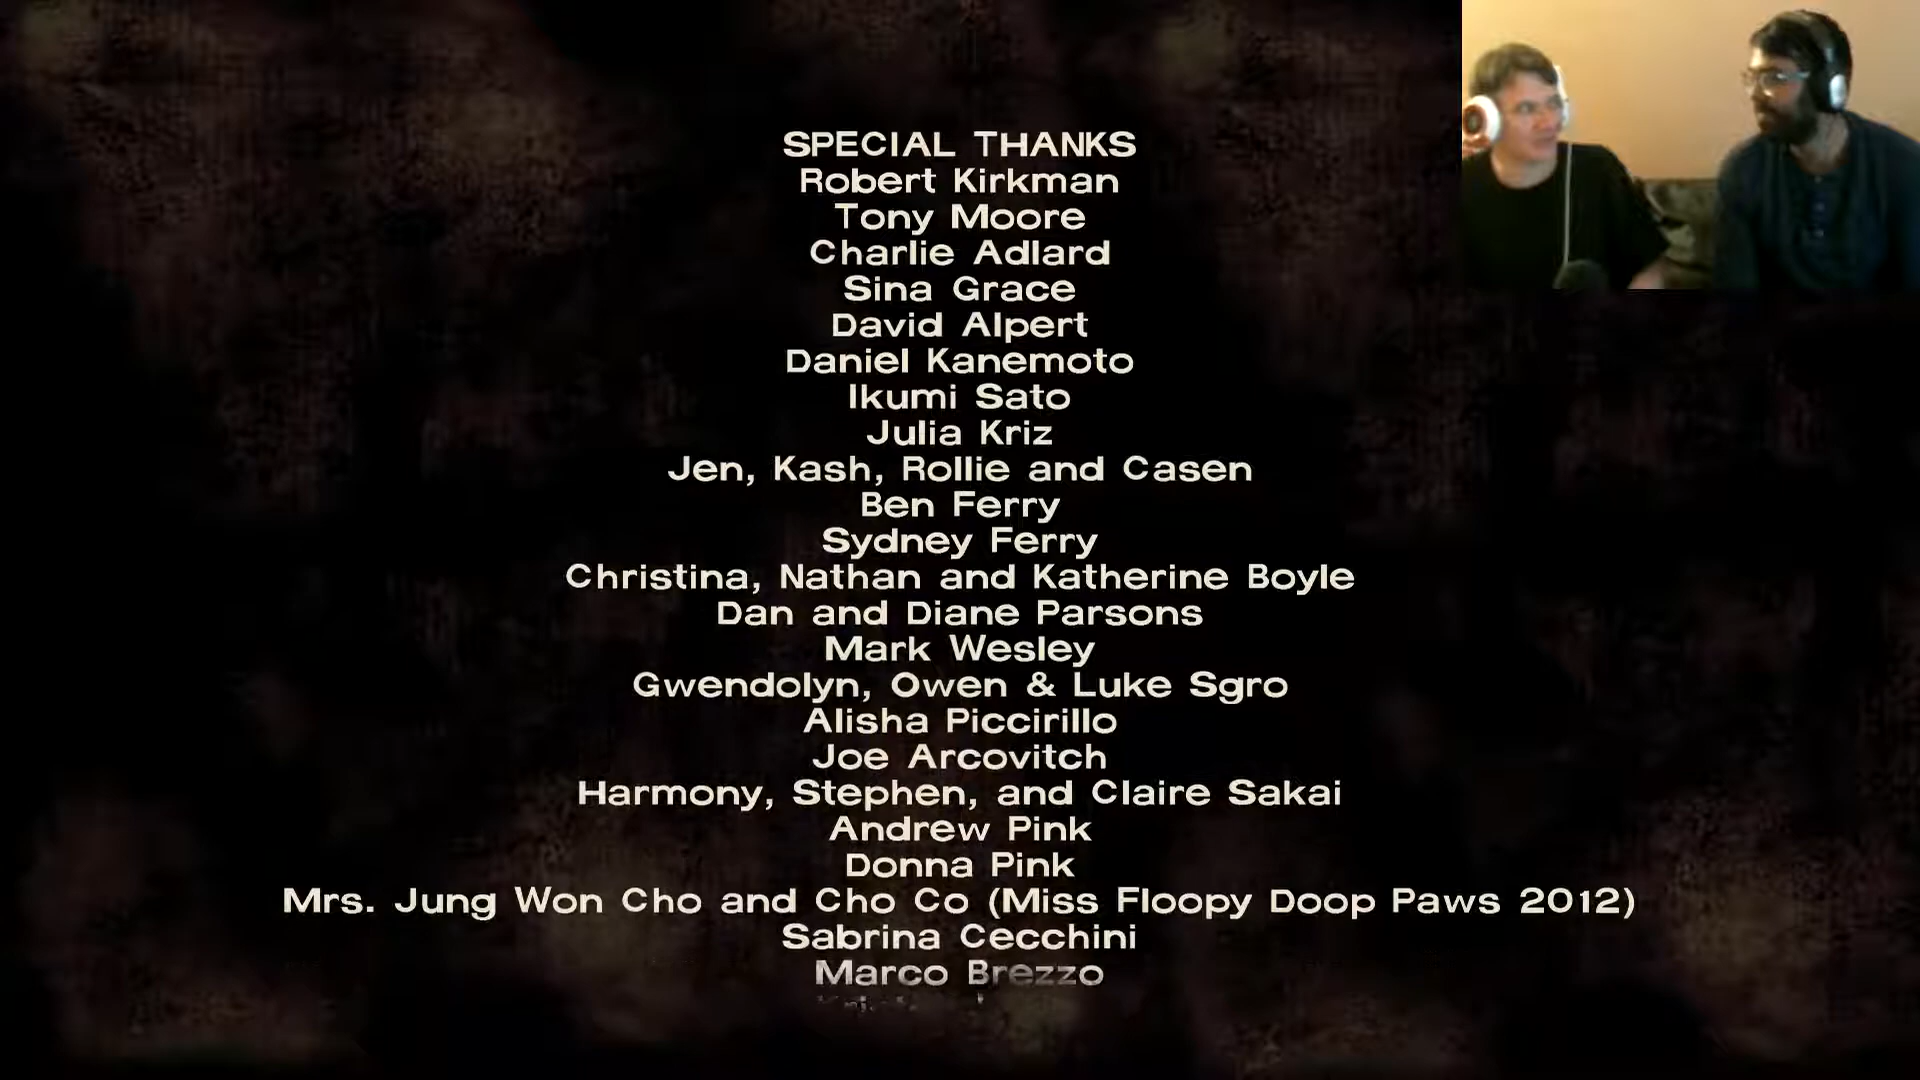 SPECIAL THANKS
Robert Kirkman
Tony Moore
Charlie Adlard
Sina Grace
David Alpert
Daniel Kanemoto
Ikumi Sato
Julia Kriz
Jen, Kash, Rollie and Casen
Ben Ferry
Sydney Ferry
Christina, Nathan and Katherine Boyle
Dan and Diane Parsons
Mark Wesley
Gwendolyn, Owen & Luke Sgro
Alisha Piccirillo
Joe Arcovitch
Harmony, Stephen, and Claire Sakai
Andrew Pink
Donna Pink
Mrs. Jung Won Cho and Cho Co (Miss Floopy Doop Paws 2012)
Sabrina Cecchini
Marco Brezzo